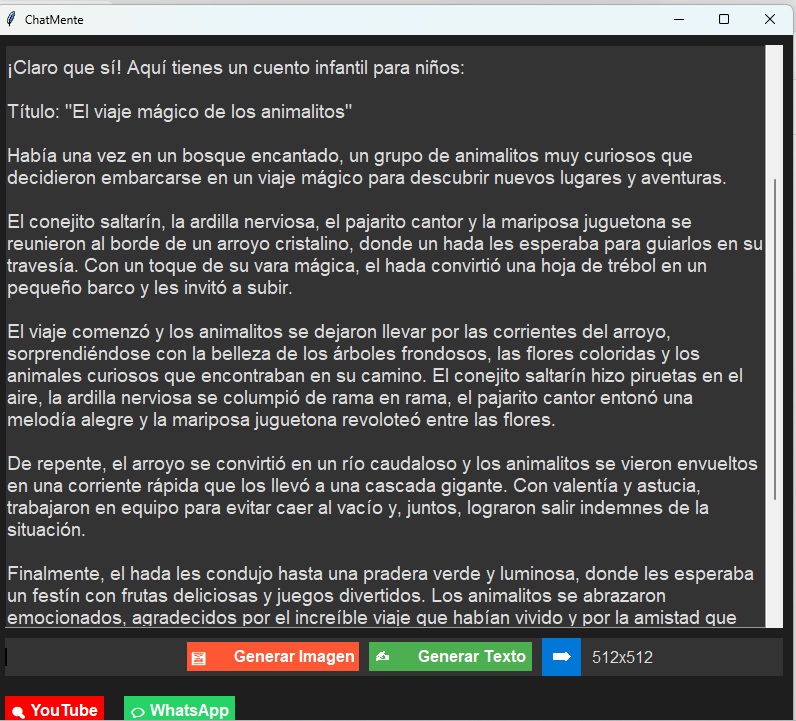 ChatMente
¡Claro que sí! Aquí tienes un cuento infantil para niños:
Título: "El viaje mágico de los animalitos"
Había una vez en un bosque encantado, un grupo de animalitos muy curiosos que
decidieron embarcarse en un viaje mágico para descubrir nuevos lugares y aventuras.
El conejito saltarín, la ardilla nerviosa, el pajarito cantor y la mariposa juguetona se
reunieron al borde de un arroyo cristalino, donde un hada les esperaba para guiarlos en su
travesía. Con un toque de su vara mágica, el hada convirtió una hoja de trébol en un
pequeño barco y les invitó a subir.
El viaje comenzó y los animalitos se dejaron llevar por las corrientes del arroyo,
sorprendiéndose con la belleza de los árboles frondosos, las flores coloridas y los
animales curiosos que encontraban en su camino. El conejito saltarín hizo piruetas en el
aire, la ardilla nerviosa se columpió de rama en rama, el pajarito cantor entonó una
melodía alegre y la mariposa juguetona revoloteó entre las flores.
De repente, el arroyo se convirtió en un río caudaloso y los animalitos se vieron envueltos
en una corriente rápida que los llevó a una cascada gigante. Con valentía y astucia,
trabajaron en equipo para evitar caer al vacío y, juntos, lograron salir indemnes de la
situación.
Finalmente, el hada les condujo hasta una pradera verde y luminosa, donde les esperaba
un festín con frutas deliciosas y juegos divertidos. Los animalitos se abrazaron
emocionados, agradecidos por el increíble viaje que habían vivido y por la amistad que
Generar Imagen
Generar Texto
512x512
YouTube
WhatsApp